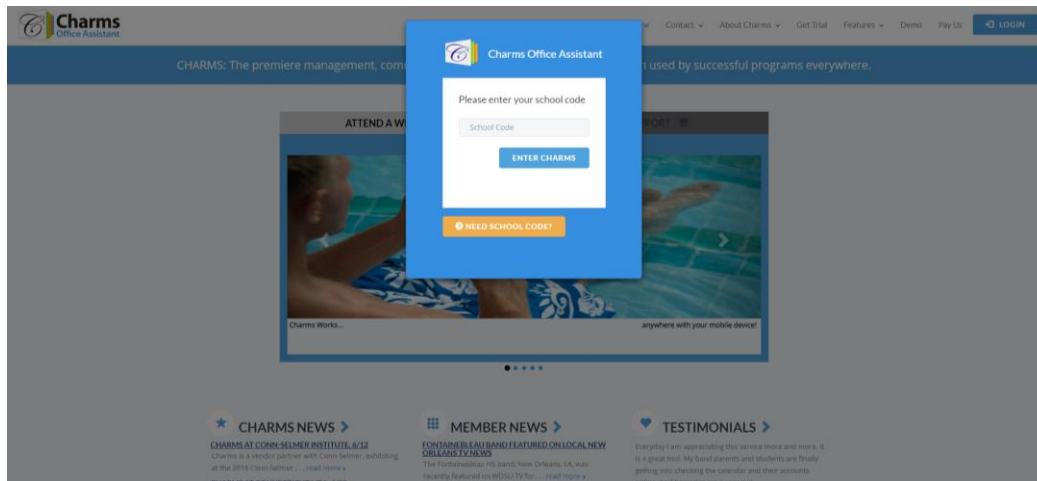 Charms
Office Assistant
Contact
About Charms
Get Trial
Features
Demo
Pay Us
LOGIN
Charms Office Assistant
CHARMS: The premiere management, used by successful programs everywhere.
Please enter your school code
School Code
ENTER CHARMS
NEED SCHOOL CODE?
ATTEND A
Charms Works...
anywhere with your mobile device!
CHARMS NEWS
CHARMS AT CONN-SELMER INSTITUTE, 6/12
Charms is a vendor partner with Conn-Selmer, exhibiting
at the 2018 Conn-Selmer . . . read more
MEMBER NEWS
FONTAINEBLEAU BAND FEATURED ON LOCAL NEW
ORLEANS TV NEWS
The Fontainebleau HS band, New Orleans, LA, was
recently featured on WDSU TV for. . . read more
TESTIMONIALS
Everyday I am appreciating this service more and more. It
is a great tool. My band parents and students are finally
getting into checking the calendar and their accounts